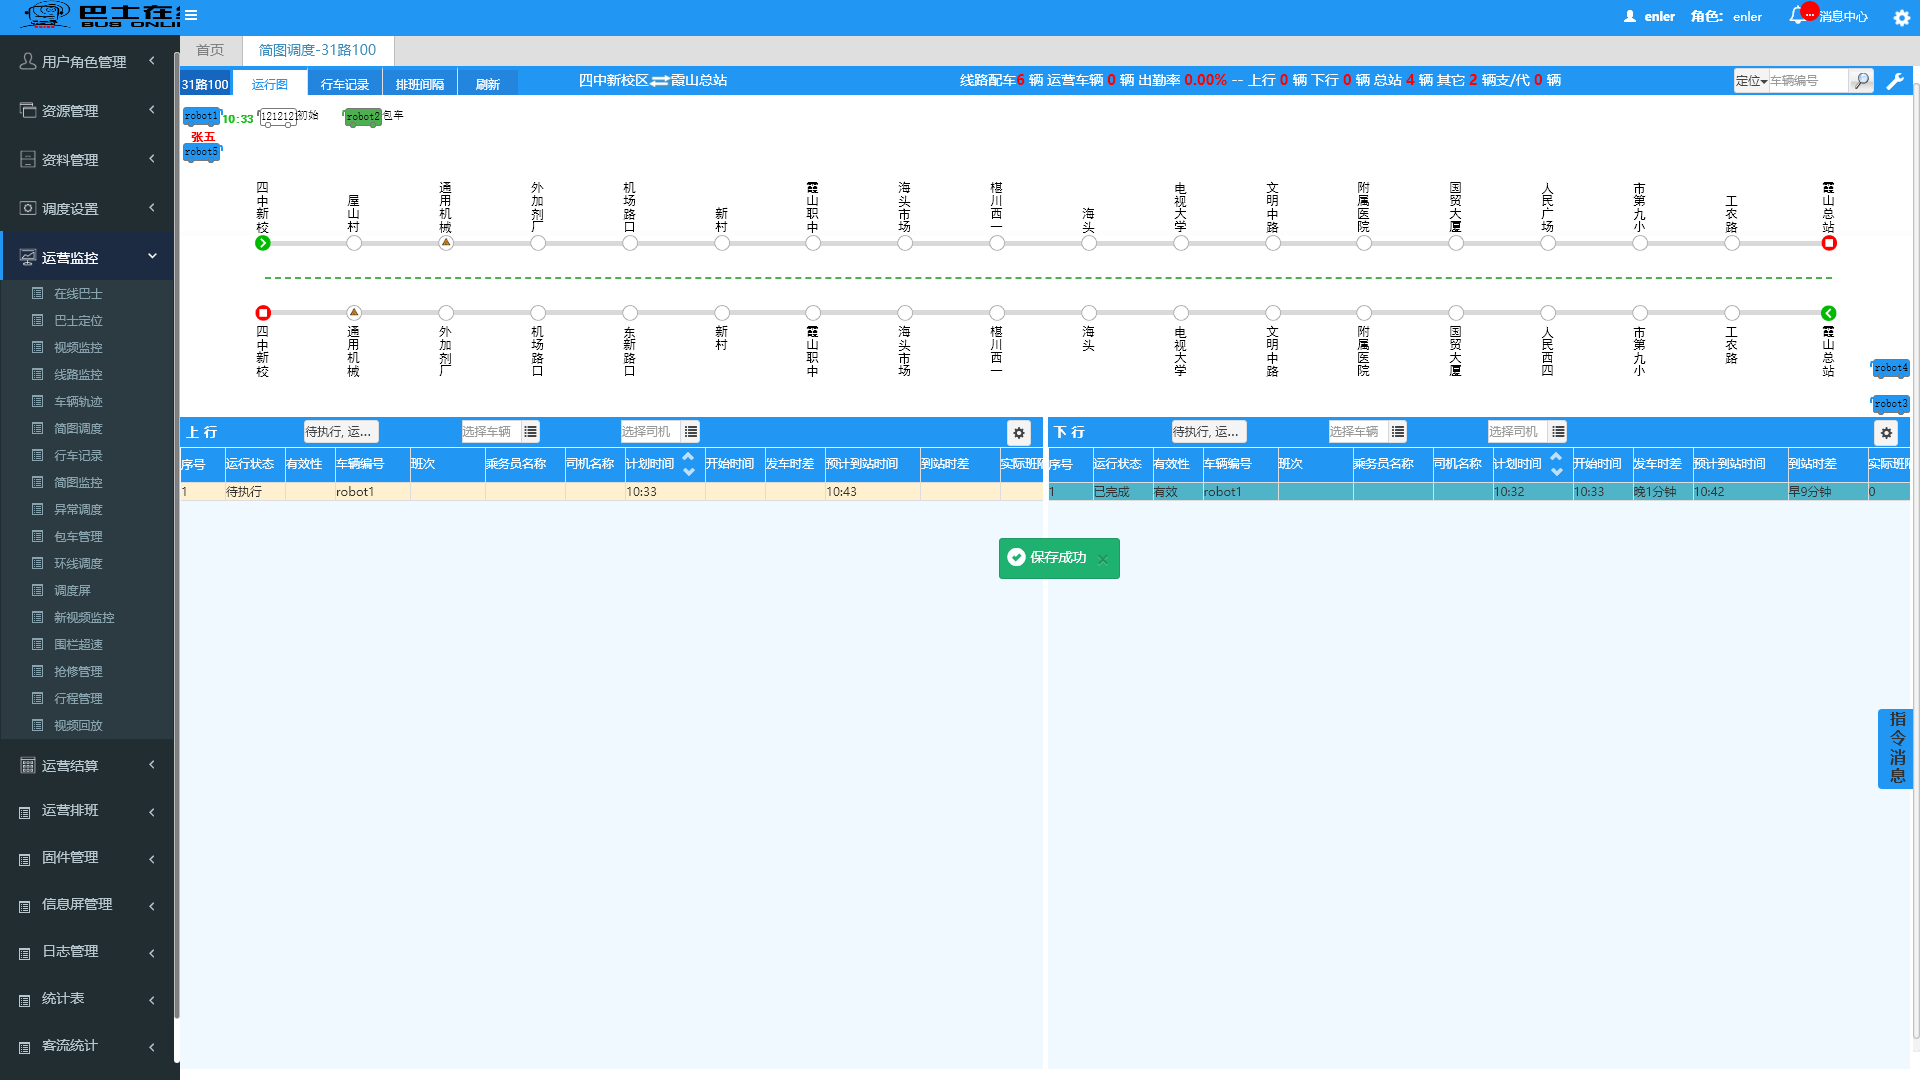 巴士在线
BUS ONLI
enler 角色: enler 消息中心
用户角色管理
资源管理
资料管理
调度设置
运营监控
在线巴士
巴士定位
视频监控
线路监控
车辆轨迹
简图调度
行车记录
简图监控
异常调度
包车管理
环线调度
调度屏
新视频监控
围栏超速
抢修管理
行程管理
视频回放
运营结算
运营排班
固件管理
信息屏管理
日志管理
统计表
客流统计
首页 简图调度-31路100
31路100 运行图 行车记录 排班间隔 刷新 四中新校区⇌霞山总站 线路配车6 辆 运营车辆 0 辆 出勤率 0.00% -- 上行 0 辆 下行 0 辆 总站 4 辆 其它 2 辆支/代 0 辆 定位 车辆编号
robot1 10:33 121212 初始 robot2 包车
张五
robot5
四中新校 屋山村 通用机械 外加剂厂 机场路口 新村 霞山职中 海头市场 椹川西一 海头 电视大学 文明中路 附属医院 国贸大厦 人民广场 市第九小 工农路 霞山总站
四中新校 通用机械 外加剂厂 机场路口 东新路口 新村 霞山职中 海头市场 椹川西一 海头 电视大学 文明中路 附属医院 国贸大厦 人民西四 市第九小 工农路 霞山总站
robot4
robot3
上行 待执行, 运... 选择车辆 选择司机
序号 运行状态 有效性 车辆编号 班次 乘务员名称 司机名称 计划时间 开始时间 发车时差 预计到站时间 到站时差 实际班
1 待执行 robot1 10:33 10:43
下行 待执行, 运... 选择车辆 选择司机
序号 运行状态 有效性 车辆编号 班次 乘务员名称 司机名称 计划时间 开始时间 发车时差 预计到站时间 到站时差 实际班
1 已完成 有效 robot1 10:32 10:33 晚1分钟 10:42 早9分钟 0
保存成功 ×
指令消息